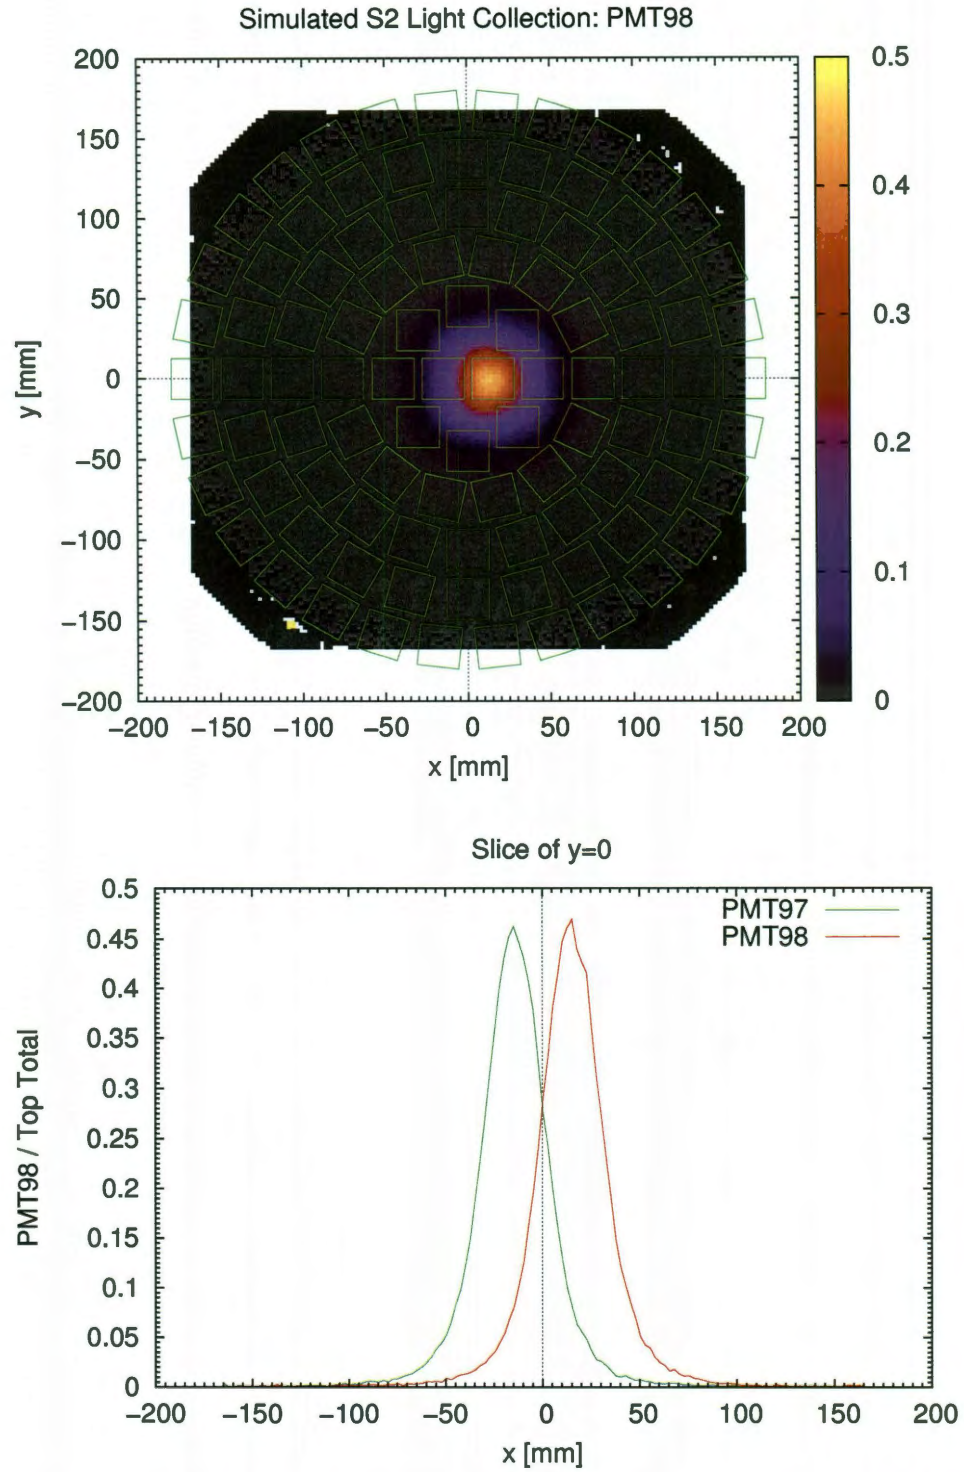 Simulated S2 Light Collection: PMT98
200
150
100
50
0
−50
−100
−150
−200
y [mm]
−200 −150 −100 −50 0 50 100 150 200
x [mm]
0.5
0.4
0.3
0.2
0.1
0
Slice of y=0
PMT97
PMT98
0.5
0.45
0.4
0.35
0.3
0.25
0.2
0.15
0.1
0.05
0
PMT98 / Top Total
−200 −150 −100 −50 0 50 100 150 200
x [mm]